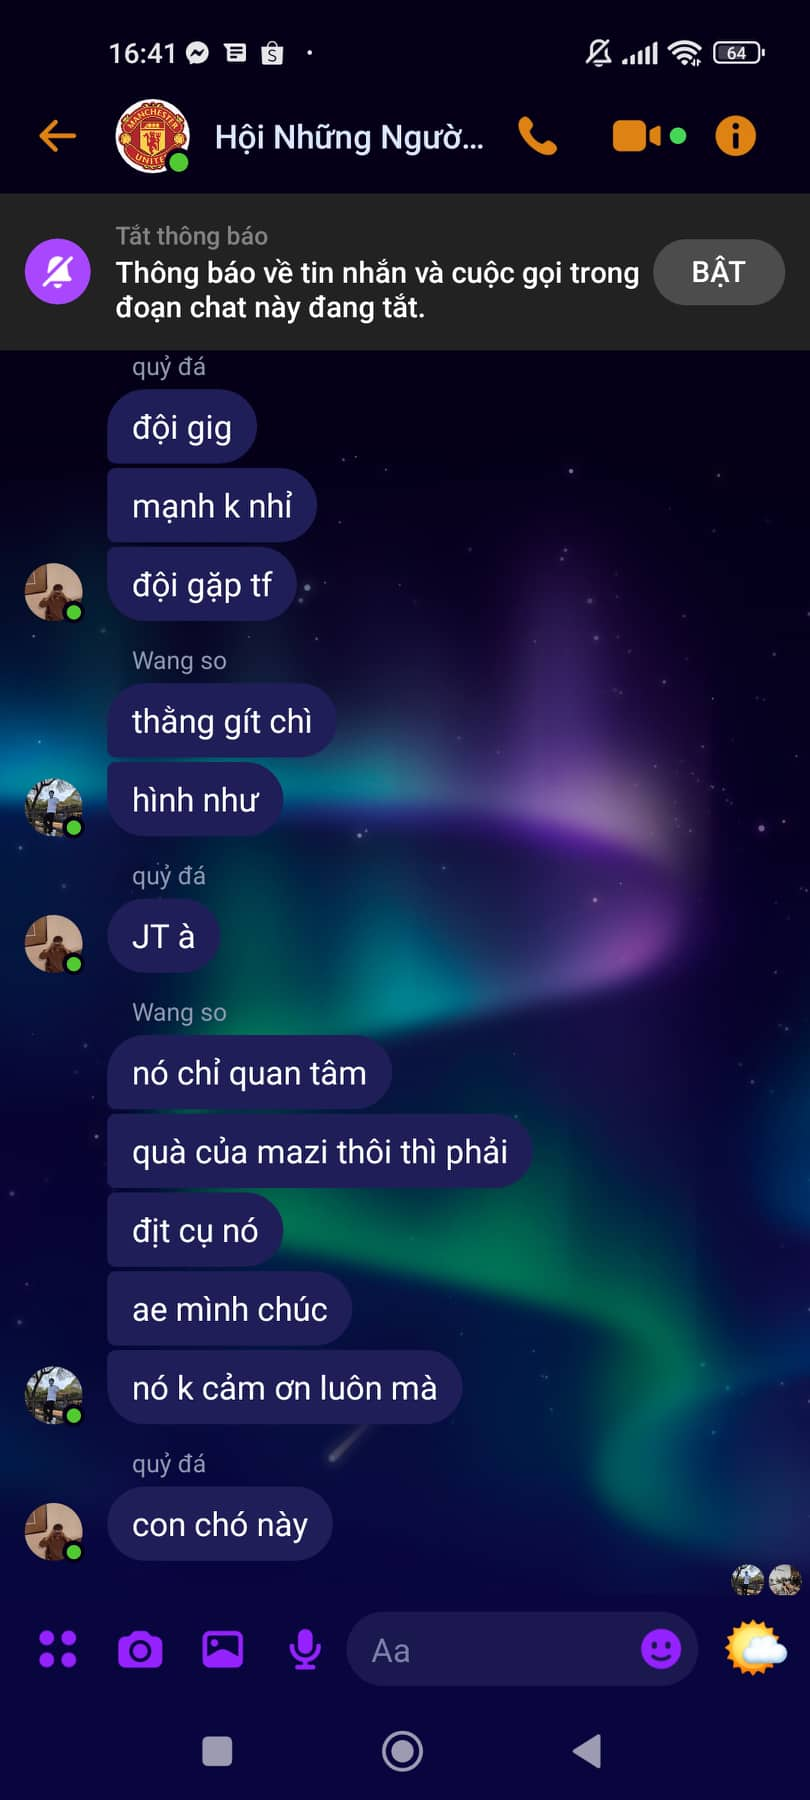 16:41
64
Hội Những Ngườ...
Tắt thông báo
Thông báo về tin nhắn và cuộc gọi trong
đoạn chat này đang tắt.
BẬT
quỷ đá
đội gig
mạnh k nhỉ
đội gặp tf
Wang so
thằng gít chì
hình như
quỷ đá
JT à
Wang so
nó chỉ quan tâm
quà của mazi thôi thì phải
địt cụ nó
ae mình chúc
nó k cảm ơn luôn mà
quỷ đá
con chó này
Aa